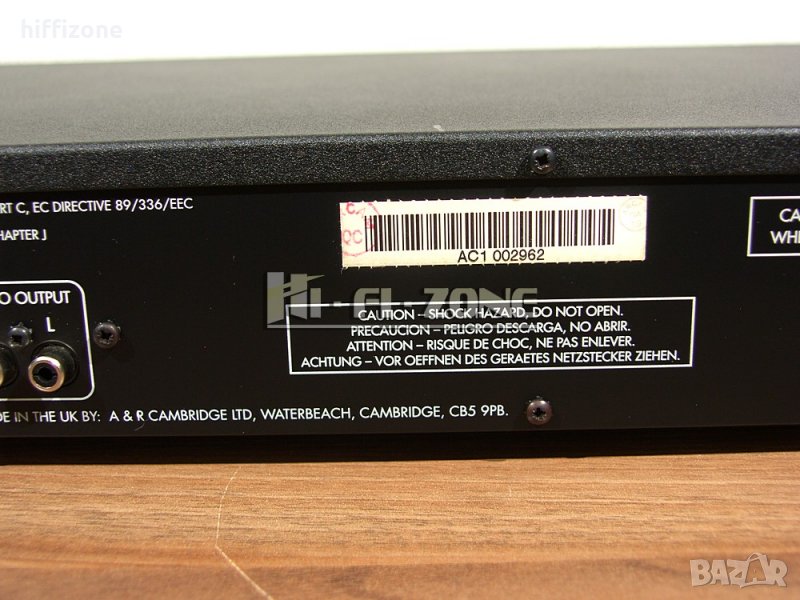 hiffizone
RT C, EC DIRECTIVE 89/336/EEC
HAPTER J
O OUTPUT
L
QC
AC1 002962
CA
WHE
HI-FI-ZONE
CAUTION – SHOCK HAZARD, DO NOT OPEN.
PRECAUCION – PELIGRO DESCARGA, NO ABRIR.
ATTENTION – RISQUE DE CHOC, NE PAS ENLEVER.
ACHTUNG – VOR OEFFNEN DES GERAETES NETZSTECKER ZIEHEN.
DE IN THE UK BY: A & R CAMBRIDGE LTD, WATERBEACH, CAMBRIDGE, CB5 9PB.
BAZAR